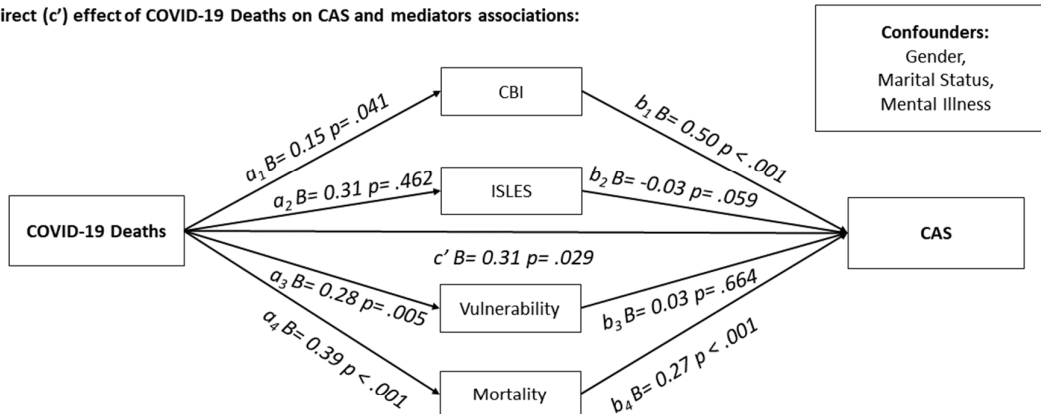 irect (c’) effect of COVID-19 Deaths on CAS and mediators associations:
Confounders:
Gender,
Marital Status,
Mental Illness
CBI
a1 B= 0.15 p= .041
b1 B= 0.50 p < .001
a2 B= 0.31 p= .462
ISLES
b2 B= -0.03 p= .059
COVID-19 Deaths
CAS
c’ B= 0.31 p= .029
a3 B= 0.28 p= .005
Vulnerability
b3 B= 0.03 p= .664
a4 B= 0.39 p < .001
Mortality
b4 B= 0.27 p < .001